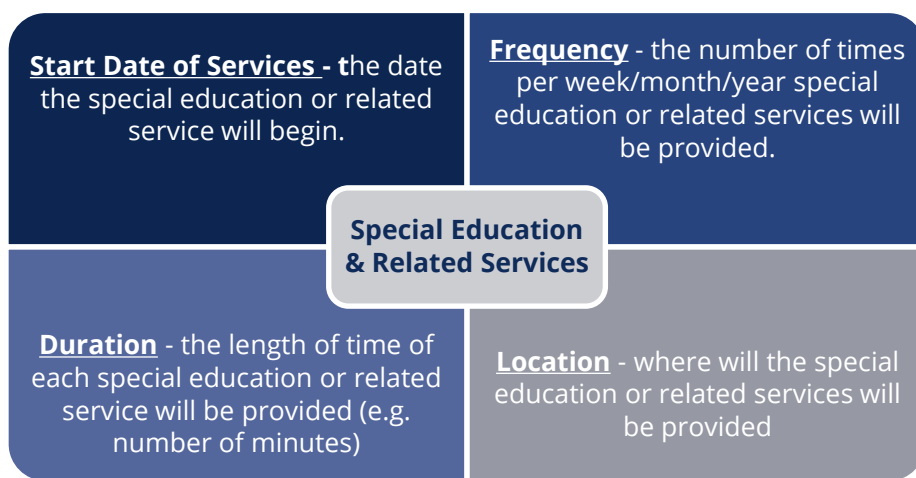 Start Date of Services - the date
the special education or related
service will begin.
Frequency - the number of times
per week/month/year special
education or related services will
be provided.
Special Education
& Related Services
Duration - the length of time of
each special education or related
service will be provided (e.g.
number of minutes)
Location - where will the special
education or related services will
be provided